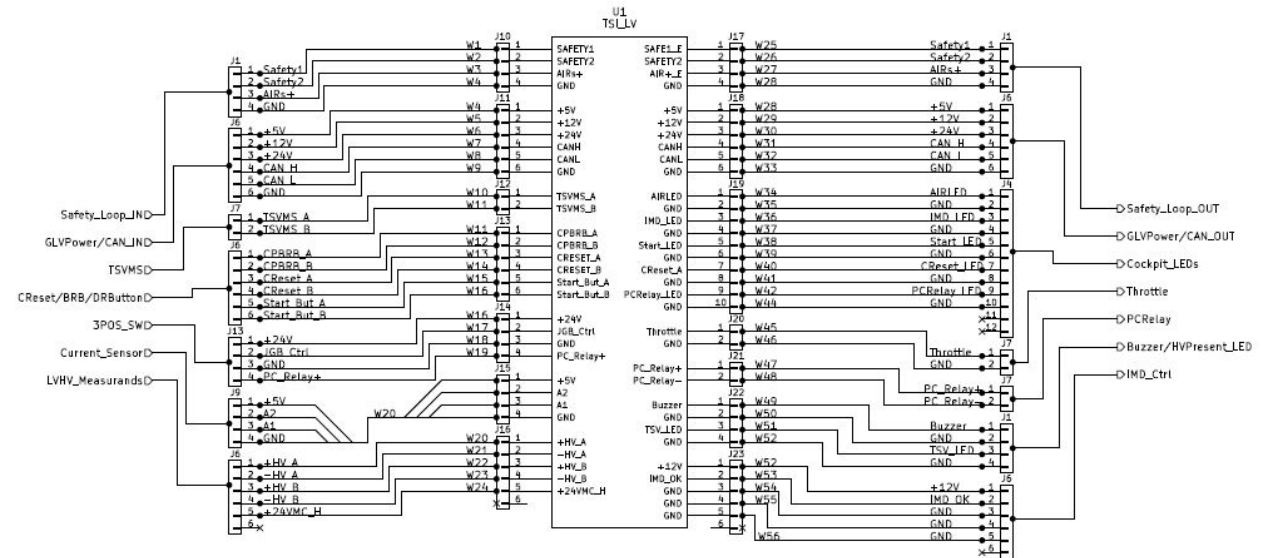 U1
TSI_LV
Safety_Loop_IN
GLVPower/CAN_IN
TSVMS
CReset/BRB/DRButton
3POS_SW
Current_Sensor
LVHV_Measurands
J1
1 Safety1
2 Safety2
3 AIRs+
4 GND
J6
1 +5V
2 +12V
3 +24V
4 CAN_H
5 CAN_L
6 GND
J7
1 TSVMS_A
2 TSVMS_B
J6
1 CPBRB_A
2 CPBRB_B
3 CReset_A
4 CReset_B
5 Start_But_A
6 Start_But_B
J13
1 +24V
2 JGB_Ctrl
3 GND
4 PC_Relay+
J9
1 +5V
2 A2
3 A1
4 GND
J6
1 +HV_A
2 -HV_A
3 +HV_B
4 -HV_B
5 +24VMC_H
6
J10
W1 1 SAFETY1
W2 2 SAFETY2
W3 3 AIRs+
W4 4 GND
J11
W4 1 +5V
W5 2 +12V
W6 3 +24V
W7 4 CANH
W8 5 CANL
W9 6 GND
J12
W10 1 TSVMS_A
W11 2 TSVMS_B
J13
W11 1 CPBRB_A
W12 2 CPBRB_B
W13 3 CRESET_A
W14 4 CRESET_B
W15 5 Start_But_A
W16 6 Start_But_B
J14
W16 1 +24V
W17 2 JGB_Ctrl
W18 3 GND
W19 4 PC_Relay+
J15
1 +5V
2 A2
3 A1
W20 4 GND
J16
W20 1 +HV_A
W21 2 -HV_A
W22 3 +HV_B
W23 4 -HV_B
W24 5 +24VMC_H
6
J17
SAFE1_E 1 W25
SAFETY2 2 W26
AIR+_E 3 W27
GND 4 W28
J18
+5V 1 W28
+12V 2 W29
+24V 3 W30
CANH 4 W31
CANL 5 W32
GND 6 W33
J19
AIRLED 1 W34
GND 2 W35
IMD_LED 3 W36
GND 4 W37
Start_LED 5 W38
GND 6 W39
CReset_A 7 W40
GND 8 W41
PCRelay_LED 9 W42
GND 10 W44
J20
Throttle 1 W45
GND 2 W46
J21
PC_Relay+ 1 W47
PC_Relay- 2 W48
J22
Buzzer 1 W49
GND 2 W50
TSV_LED 3 W51
GND 4 W52
J23
+12V 1 W52
IMD_OK 2 W53
GND 3 W54
GND 4 W55
GND 5 W56
6
J1
Safety1 1
Safety2 2
AIRs+ 3
GND 4
J6
+5V 1
+12V 2
+24V 3
CAN_H 4
CAN_L 5
GND 6
J4
AIRLED 1
GND 2
IMD_LED 3
GND 4
Start_LED 5
GND 6
CReset_LED 7
GND 8
PCRelay_LED 9
GND 10
11
12
J7
Throttle 1
GND 2
J7
PC_Relay+ 1
PC_Relay- 2
J1
Buzzer 1
GND 2
TSV_LED 3
GND 4
J6
+12V 1
IMD_OK 2
GND 3
GND 4
GND 5
6
Safety_Loop_OUT
GLVPower/CAN_OUT
Cockpit_LEDs
Throttle
PCRelay
Buzzer/HVPresent_LED
IMD_Ctrl